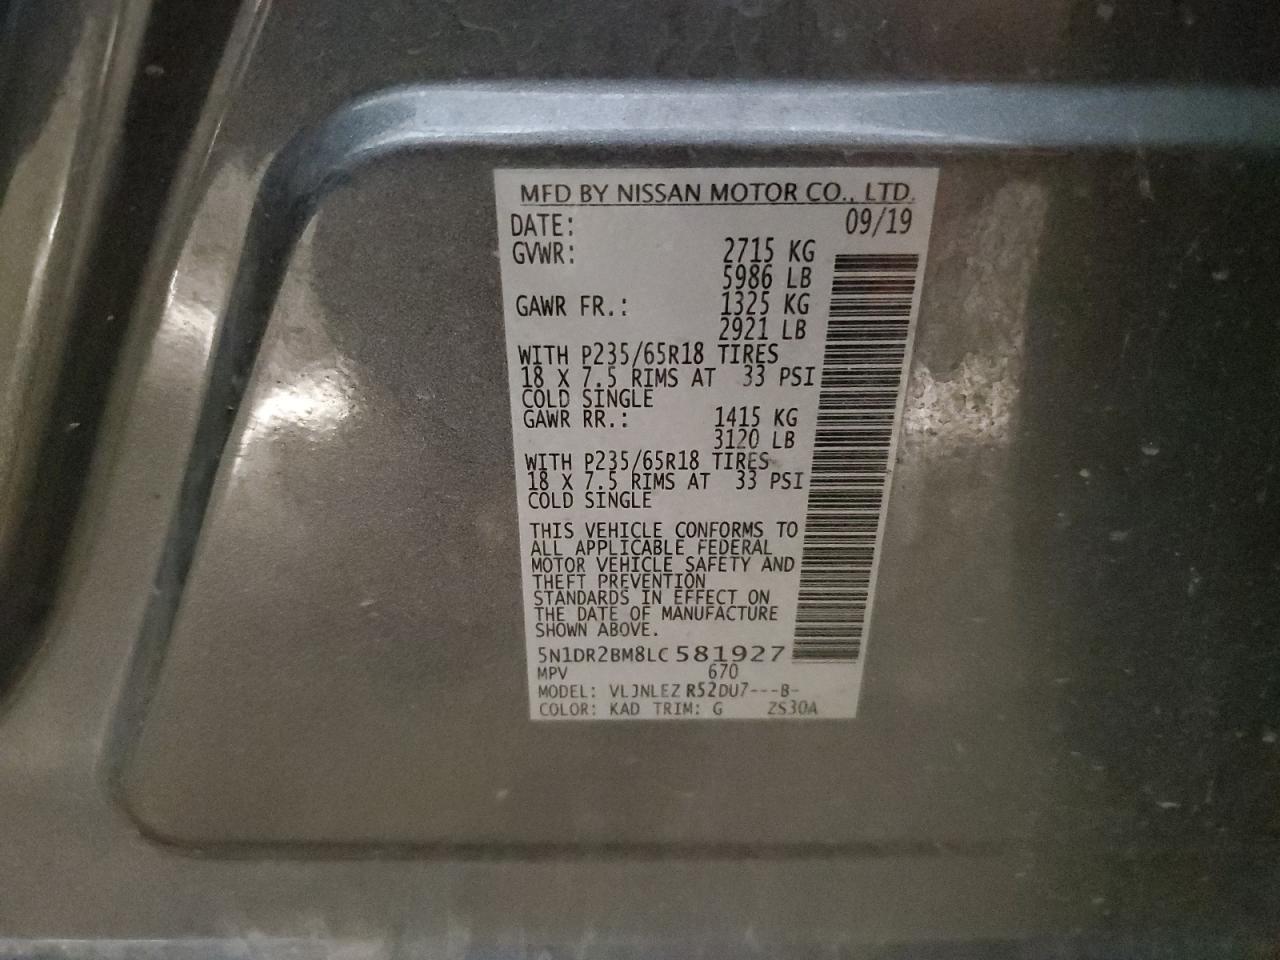 MFD BY NISSAN MOTOR CO., LTD.
DATE: 09/19
GVWR: 2715 KG
5986 LB
GAWR FR.: 1325 KG
2921 LB
WITH P235/65R18 TIRES
18 X 7.5 RIMS AT 33 PSI
COLD SINGLE
GAWR RR.: 1415 KG
3120 LB
WITH P235/65R18 TIRES
18 X 7.5 RIMS AT 33 PSI
COLD SINGLE
THIS VEHICLE CONFORMS TO
ALL APPLICABLE FEDERAL
MOTOR VEHICLE SAFETY AND
THEFT PREVENTION
STANDARDS IN EFFECT ON
THE DATE OF MANUFACTURE
SHOWN ABOVE.
5N1DR2BM8LC581927
MPV 670
MODEL: VLJNLEZ R52DU7---B-
COLOR: KAD TRIM: G ZS30A